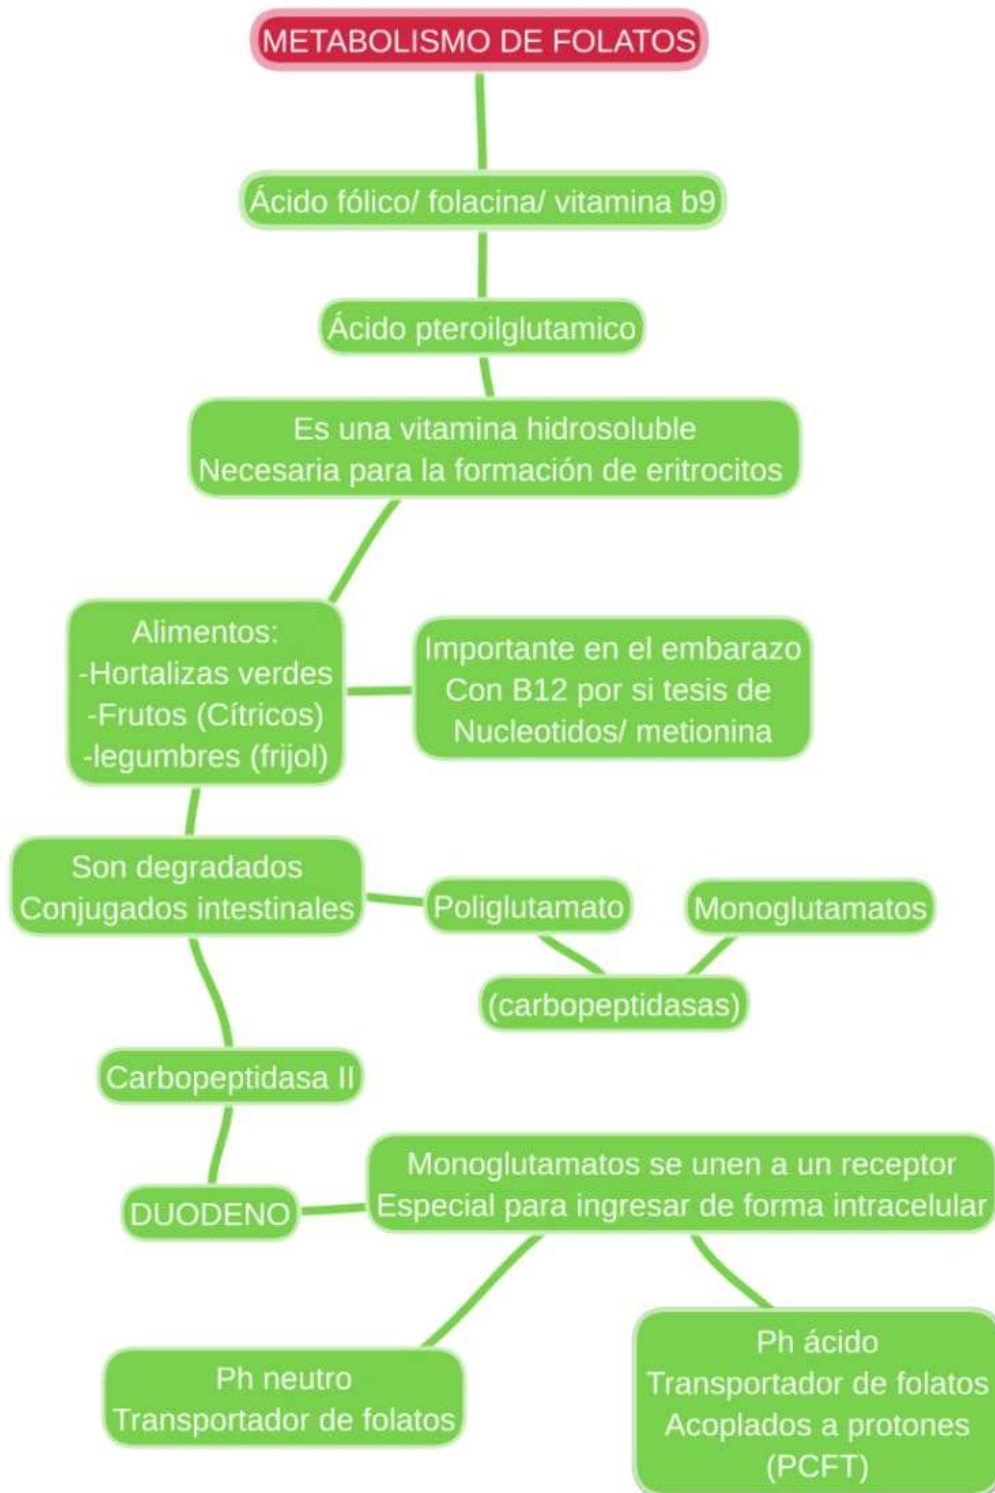 METABOLISMO DE FOLATOS
Ácido fólico/ folacina/ vitamina b9
Ácido pteroilglutamico
Es una vitamina hidrosoluble
Necesaria para la formación de eritrocitos
Alimentos:
-Hortalizas verdes
-Frutos (Cítricos)
-legumbres (frijol)
Importante en el embarazo
Con B12 por si tesis de
Nucleotidos/ metionina
Son degradados
Conjugados intestinales
Poliglutamato
Monoglutamatos
(carbopeptidasas)
Carbopeptidasa II
DUODENO
Monoglutamatos se unen a un receptor
Especial para ingresar de forma intracelular
Ph neutro
Transportador de folatos
Ph ácido
Transportador de folatos
Acoplados a protones
(PCFT)